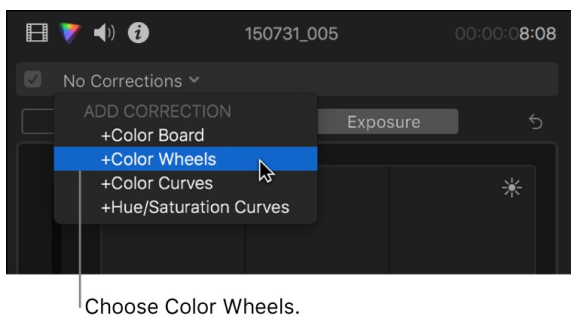 150731_005 00:00:08:08
No Corrections
ADD CORRECTION
+Color Board
Exposure
+Color Wheels
+Color Curves
+Hue/Saturation Curves
Choose Color Wheels.